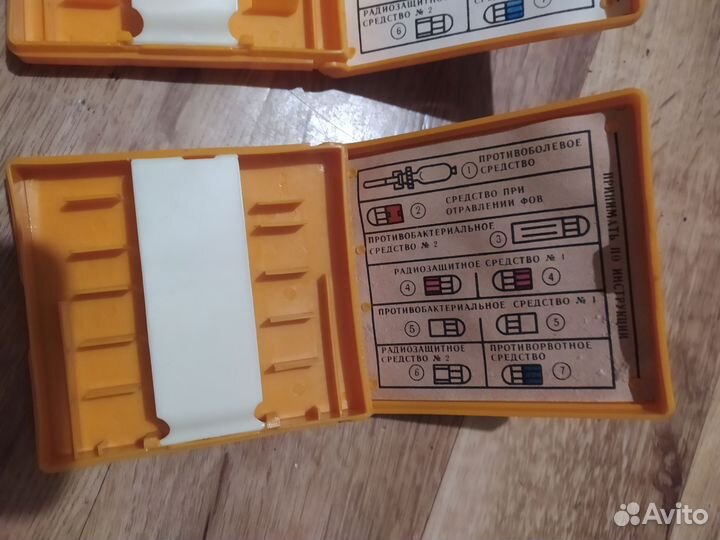 РАДИОЗАЩИТНОЕ
СРЕДСТВО № 2
6
7
1 ПРОТИВОБОЛЕВОЕ
СРЕДСТВО
2
СРЕДСТВО ПРИ
ОТРАВЛЕНИИ ФОВ
ПРОТИВОБАКТЕРИАЛЬНОЕ
СРЕДСТВО № 2
3
РАДИОЗАЩИТНОЕ СРЕДСТВО № 1
4
4
ПРОТИВОБАКТЕРИАЛЬНОЕ СРЕДСТВО № 1
5
5
РАДИОЗАЩИТНОЕ
СРЕДСТВО № 2
6
ПРОТИВОРВОТНОЕ
СРЕДСТВО
7
ПРИНИМАТЬ ПО ИНСТРУКЦИИ
Avito